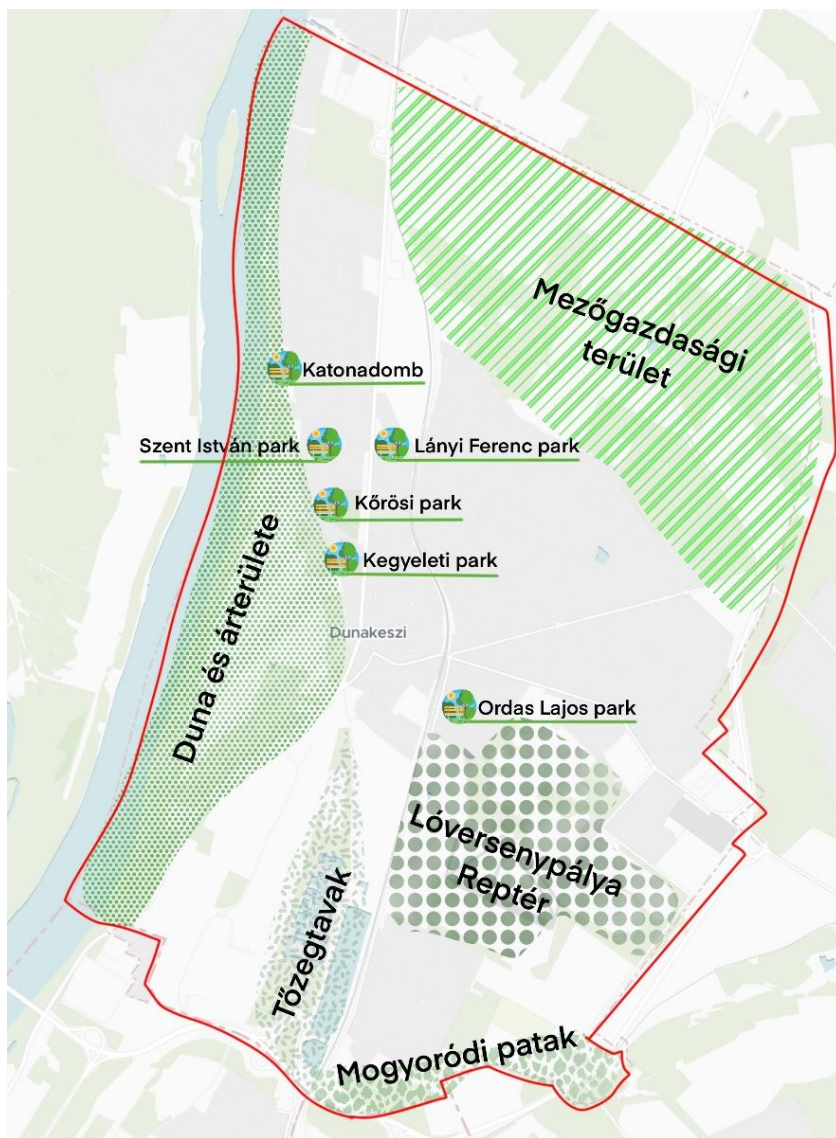 Mezőgazdasági
terület
Katonadomb
Szent István park
Lányi Ferenc park
Kőrösi park
Kegyeleti park
Duna és árterülete
Dunakeszi
Ordas Lajos park
Lóversenypálya
Reptér
Tőzegtavak
Mogyoródi patak